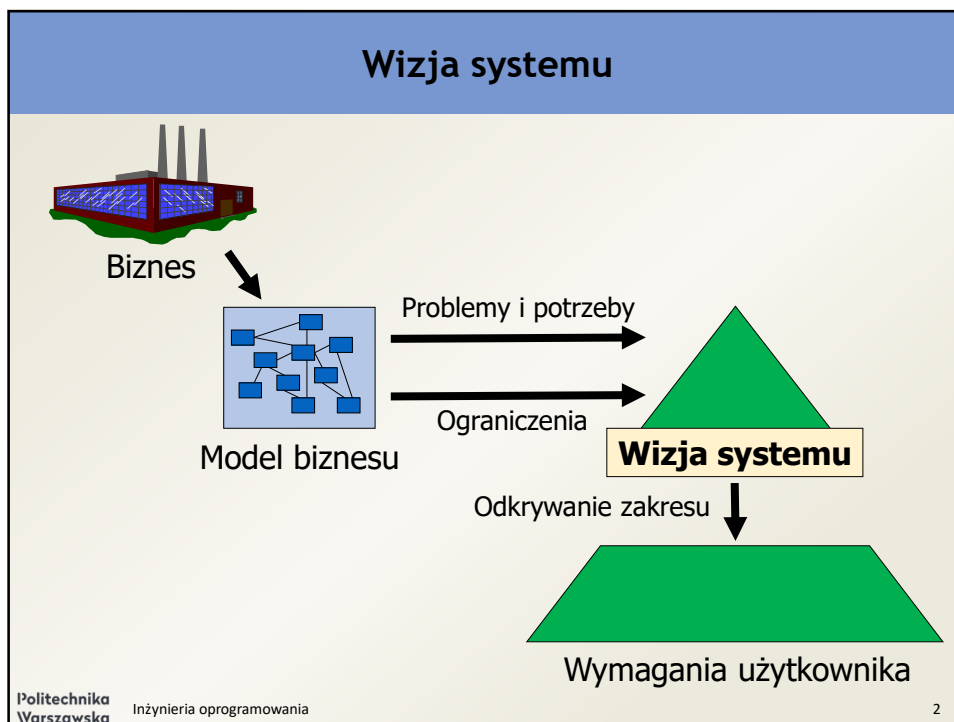 Wizja systemu
Biznes
Problemy i potrzeby
Ograniczenia
Model biznesu
Wizja systemu
Odkrywanie zakresu
Wymagania użytkownika
Politechnika
Warszawska
Inżynieria oprogramowania
2